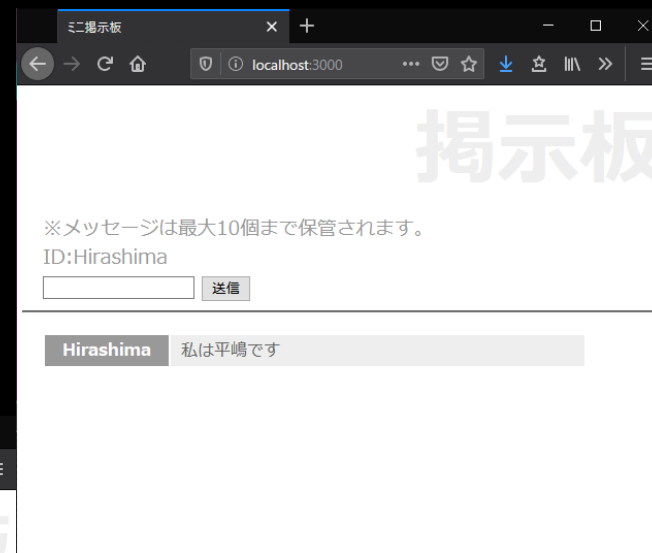 ミニ掲示板
localhost:3000
掲示板
※メッセージは最大10個まで保管されます。
ID:Hirashima
送信
Hirashima 私は平嶋です